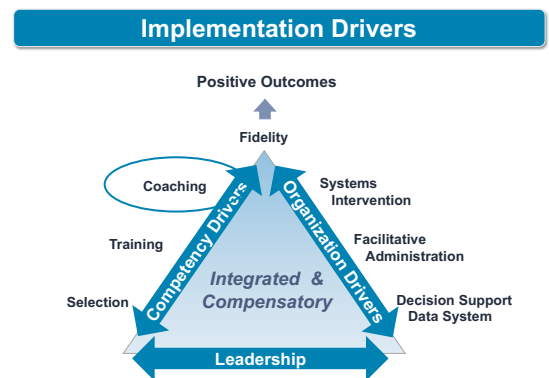 Implementation Drivers
Positive Outcomes
Fidelity
Coaching
Training
Selection
Competency Drivers
Organization Drivers
Systems
Intervention
Facilitative
Administration
Decision Support
Data System
Integrated &
Compensatory
Leadership